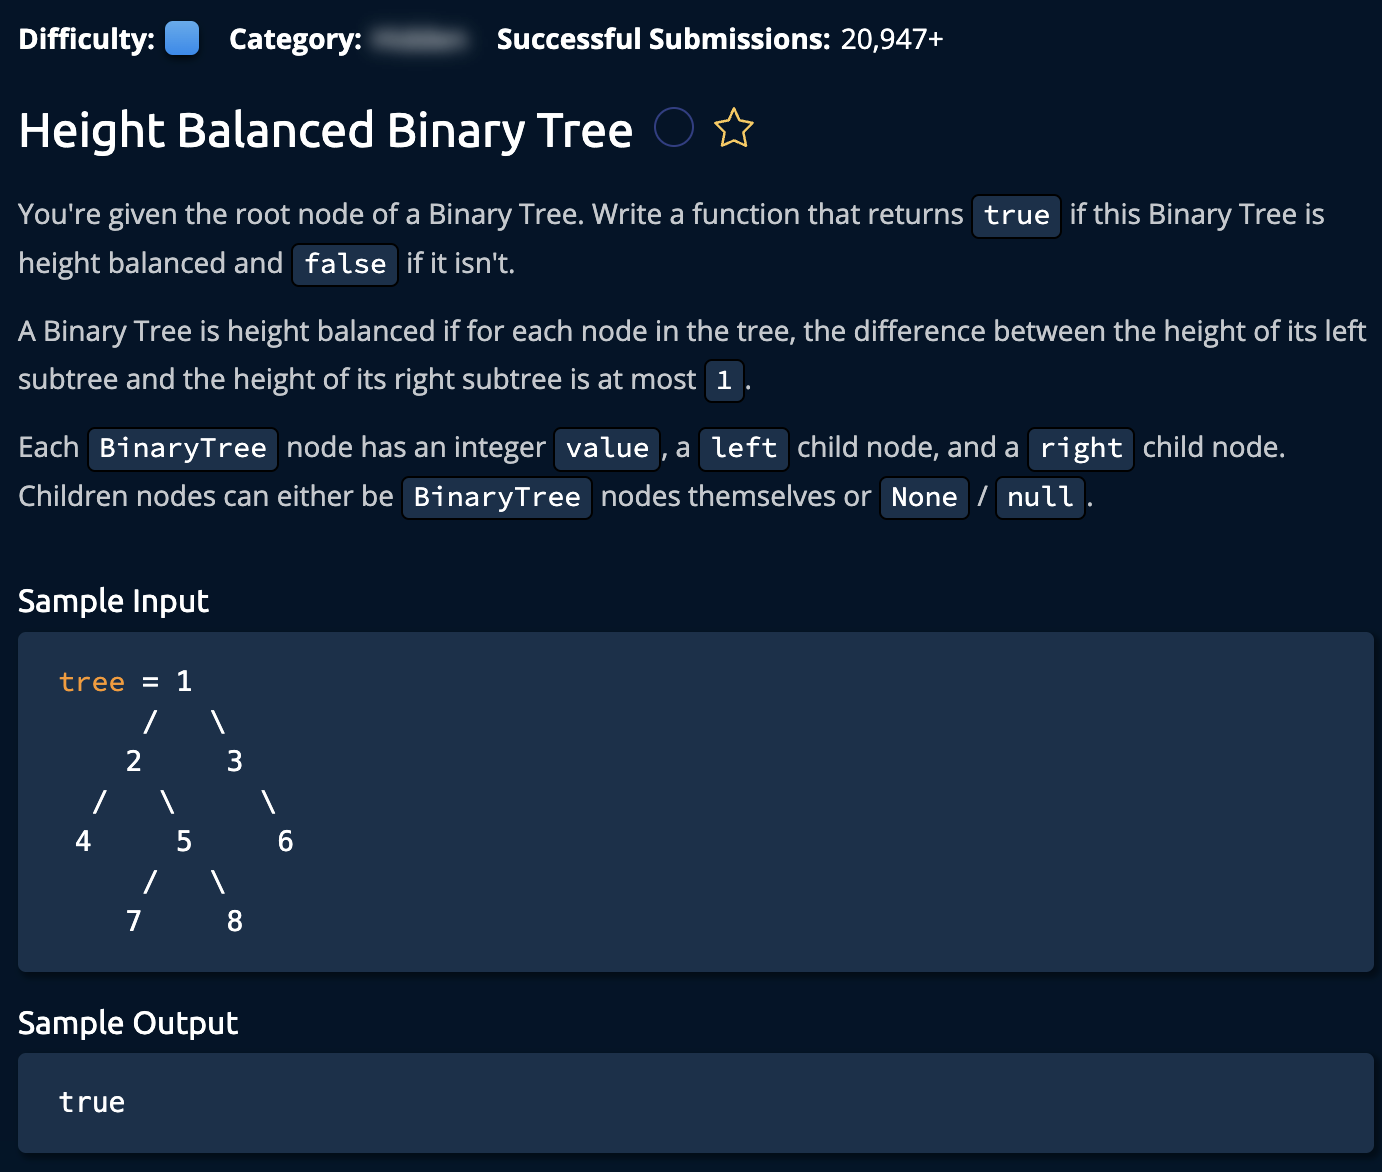 Difficulty: Category: Successful Submissions: 20,947+
Height Balanced Binary Tree
You're given the root node of a Binary Tree. Write a function that returns true if this Binary Tree is
height balanced and false if it isn't.
A Binary Tree is height balanced if for each node in the tree, the difference between the height of its left
subtree and the height of its right subtree is at most 1.
Each BinaryTree node has an integer value, a left child node, and a right child node.
Children nodes can either be BinaryTree nodes themselves or None / null.
Sample Input
tree = 1
/ \
2 3
/ \ \
4 5 6
/ \
7 8
Sample Output
true